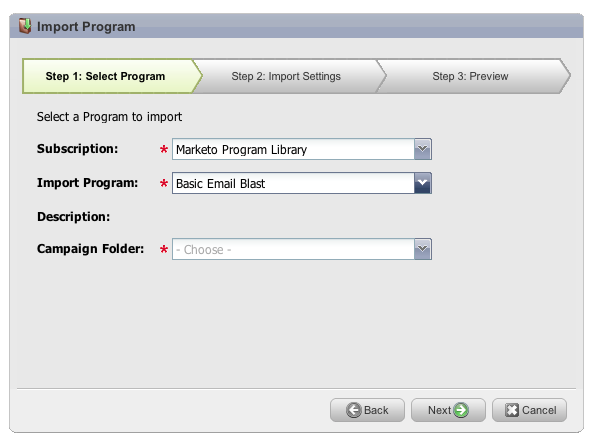 Import Program
Step 1: Select Program Step 2: Import Settings Step 3: Preview
Select a Program to import
Subscription: * Marketo Program Library
Import Program: * Basic Email Blast
Description:
Campaign Folder: * - Choose -
Back Next Cancel